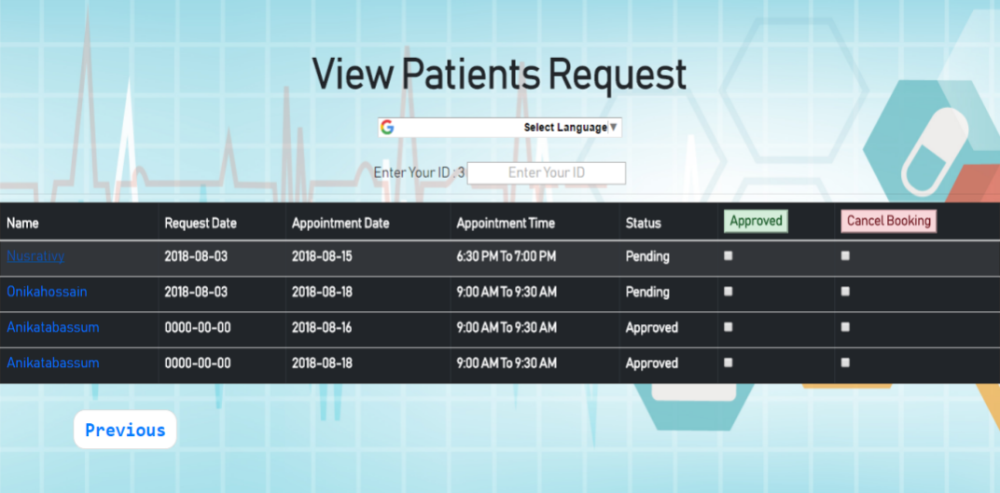 View Patients Request
Select Language▼
Enter Your ID : 3 Enter Your ID
Name Request Date Appointment Date Appointment Time Status Approved Cancel Booking
Nusrativy 2018-08-03 2018-08-15 6:30 PM To 7:00 PM Pending
Onikahossain 2018-08-03 2018-08-18 9:00 AM To 9:30 AM Pending
Anikatabassum 0000-00-00 2018-08-16 9:00 AM To 9:30 AM Approved
Anikatabassum 0000-00-00 2018-08-18 9:00 AM To 9:30 AM Approved
Previous